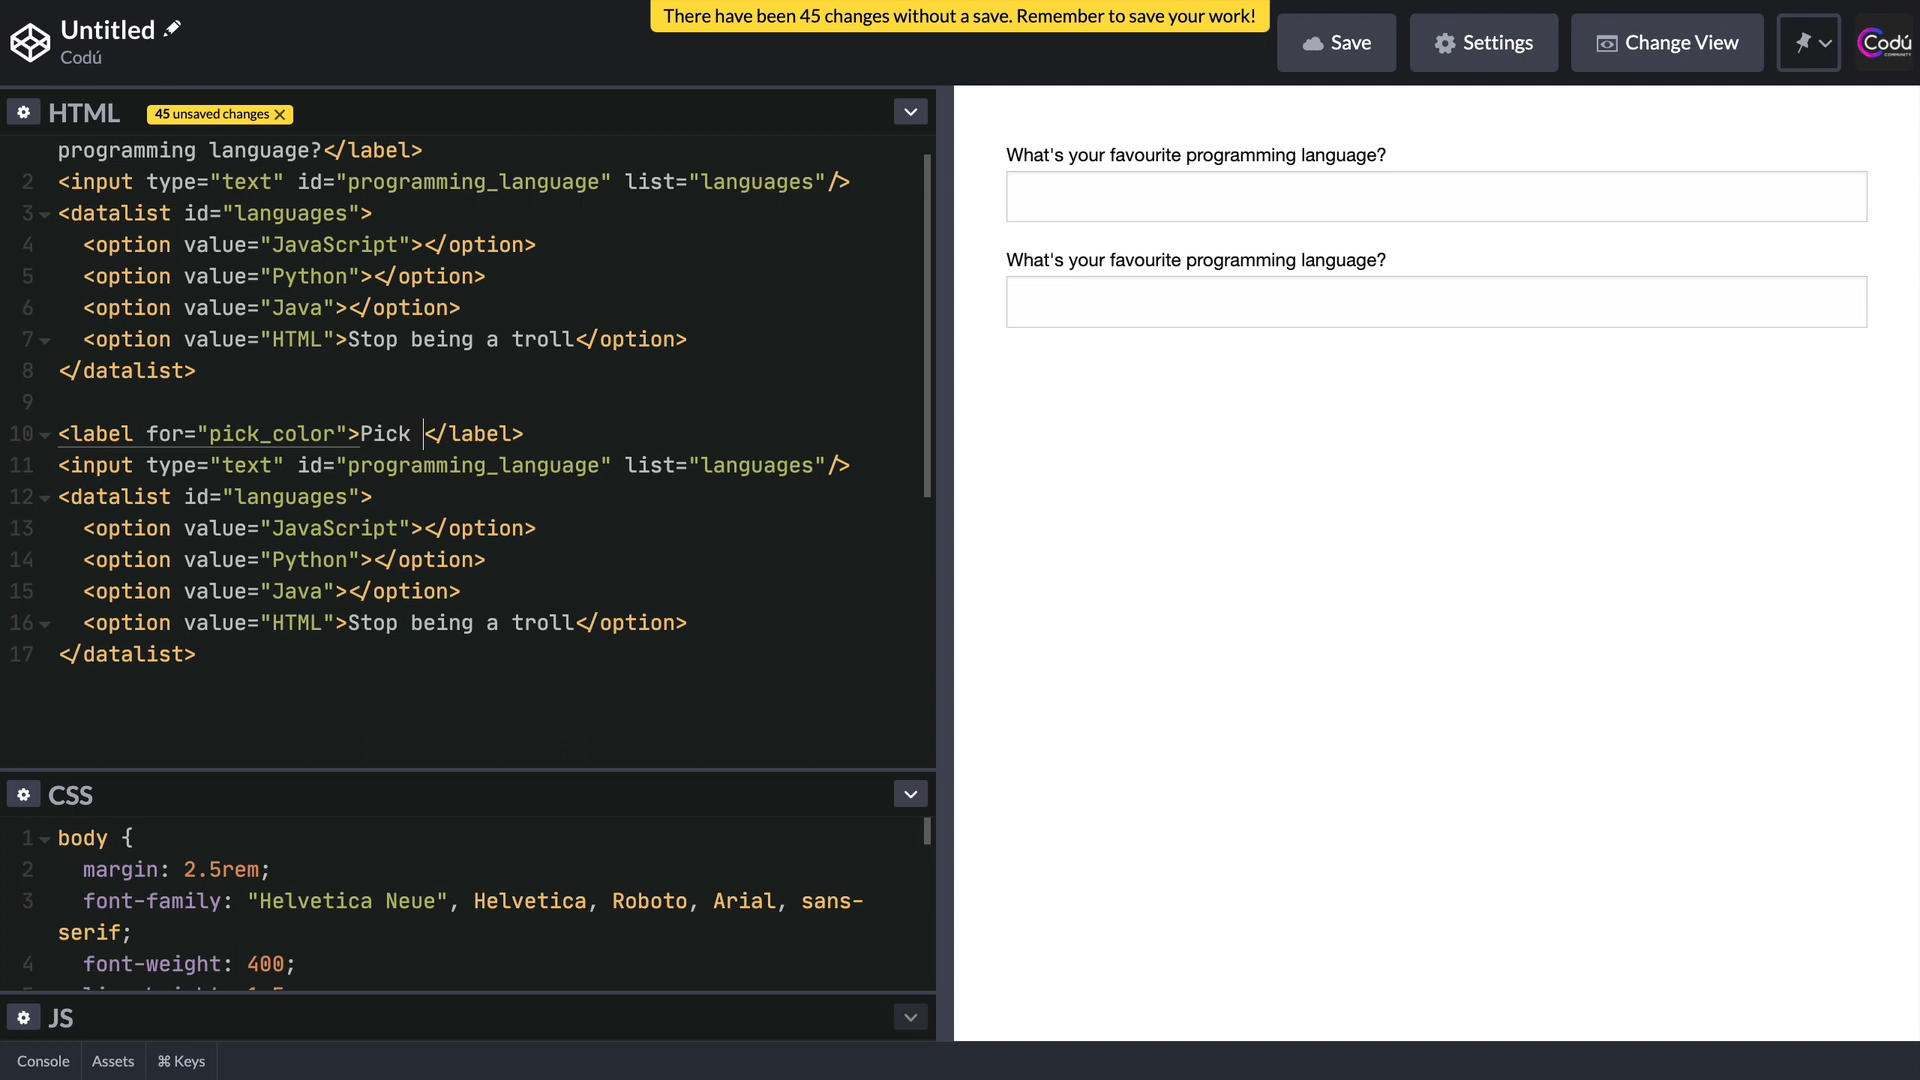 Untitled
Codú
There have been 45 changes without a save. Remember to save your work!
Save
Settings
Change View
Codú
COMMUNITY
HTML
45 unsaved changes
programming language?</label>
2 <input type="text" id="programming_language" list="languages"/>
3 <datalist id="languages">
4 <option value="JavaScript"></option>
5 <option value="Python"></option>
6 <option value="Java"></option>
7 <option value="HTML">Stop being a troll</option>
8 </datalist>
9
10 <label for="pick_color">Pick </label>
11 <input type="text" id="programming_language" list="languages"/>
12 <datalist id="languages">
13 <option value="JavaScript"></option>
14 <option value="Python"></option>
15 <option value="Java"></option>
16 <option value="HTML">Stop being a troll</option>
17 </datalist>
What's your favourite programming language?
What's your favourite programming language?
CSS
1 body {
2 margin: 2.5rem;
3 font-family: "Helvetica Neue", Helvetica, Roboto, Arial, sans-
serif;
4 font-weight: 400;
JS
Console
Assets
⌘ Keys